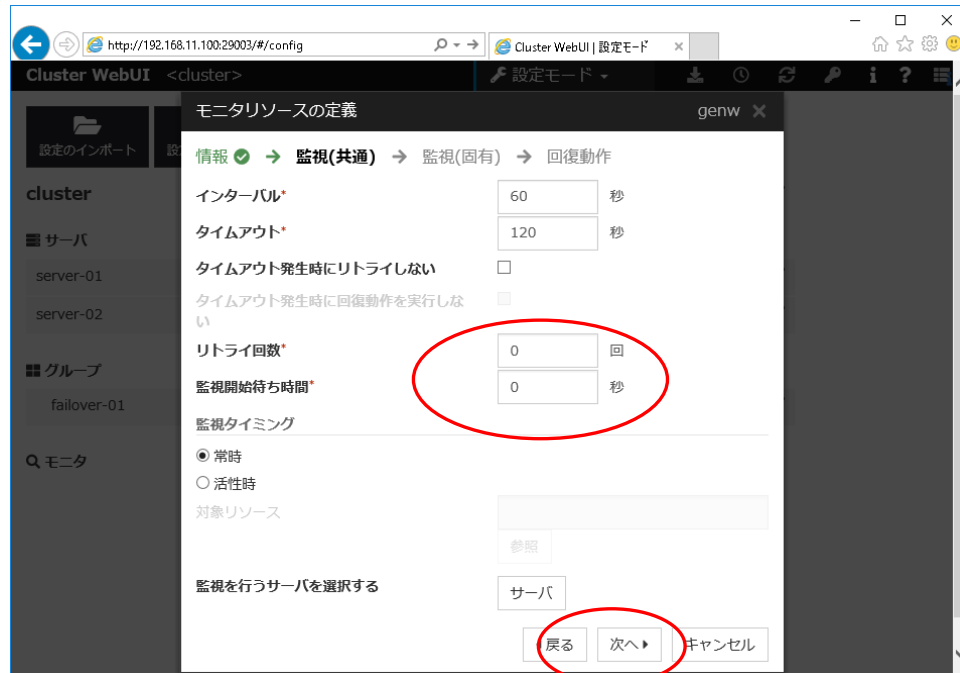 http://192.168.11.100:29003/#/config
Cluster WebUI | 設定モード
Cluster WebUI <cluster>
設定モード
設定のインポート
設
モニタリソースの定義
genw
情報 → 監視(共通) → 監視(固有) → 回復動作
cluster
インターバル* 60 秒
サーバ
タイムアウト* 120 秒
server-01
タイムアウト発生時にリトライしない
server-02
タイムアウト発生時に回復動作を実行しな
い
リトライ回数* 0 回
グループ
監視開始待ち時間* 0 秒
failover-01
監視タイミング
モニタ
常時
活性時
対象リソース
参照
監視を行うサーバを選択する サーバ
戻る 次へ キャンセル